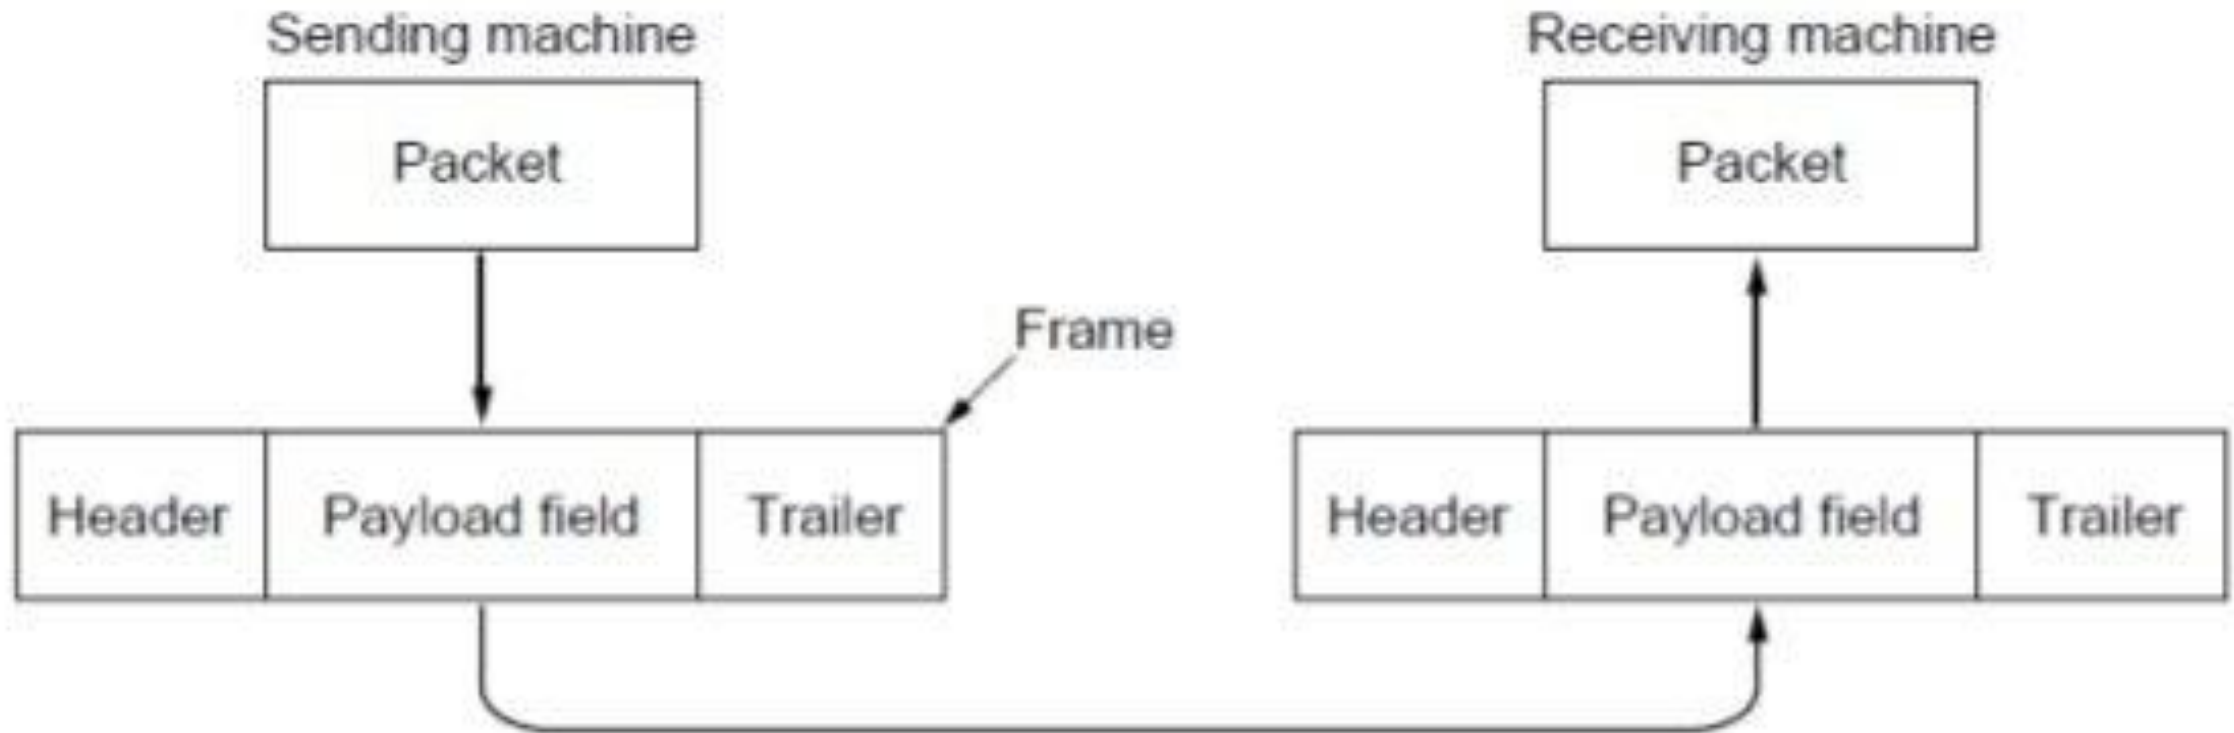 Sending machine
Receiving machine
Packet
Packet
Frame
Header
Payload field
Trailer
Header
Payload field
Trailer